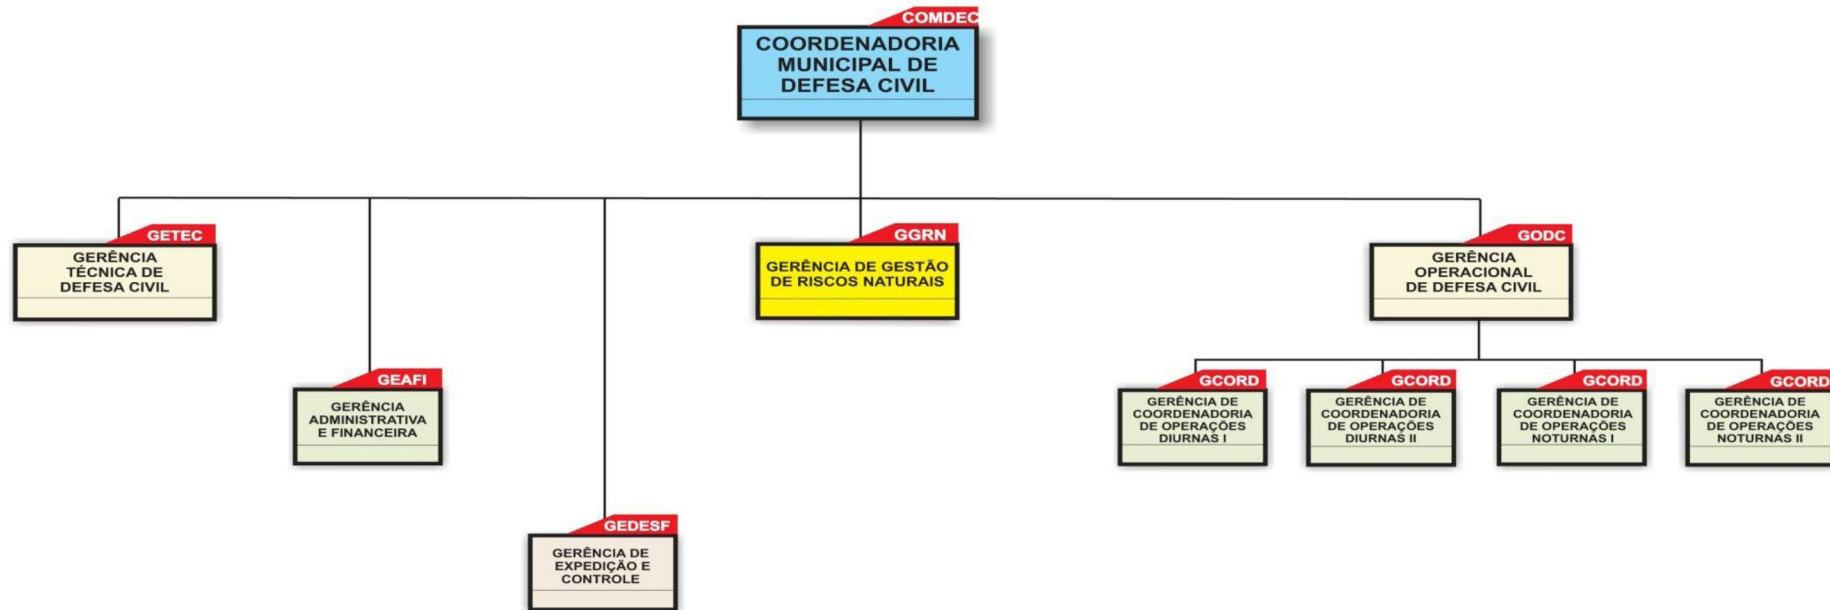 COMDEC
COORDENADORIA
MUNICIPAL DE
DEFESA CIVIL
GETEC
GERÊNCIA
TÉCNICA DE
DEFESA CIVIL
GGRN
GERÊNCIA DE GESTÃO
DE RISCOS NATURAIS
GODC
GERÊNCIA
OPERACIONAL
DE DEFESA CIVIL
GEAFI
GERÊNCIA
ADMINISTRATIVA
E FINANCEIRA
GCORD
GERÊNCIA DE
COORDENADORIA
DE OPERAÇÕES
DIURNAS I
GCORD
GERÊNCIA DE
COORDENADORIA
DE OPERAÇÕES
DIURNAS II
GCORD
GERÊNCIA DE
COORDENADORIA
DE OPERAÇÕES
NOTURNAS I
GCORD
GERÊNCIA DE
COORDENADORIA
DE OPERAÇÕES
NOTURNAS II
GEDESF
GERÊNCIA DE
EXPEDIÇÃO E
CONTROLE